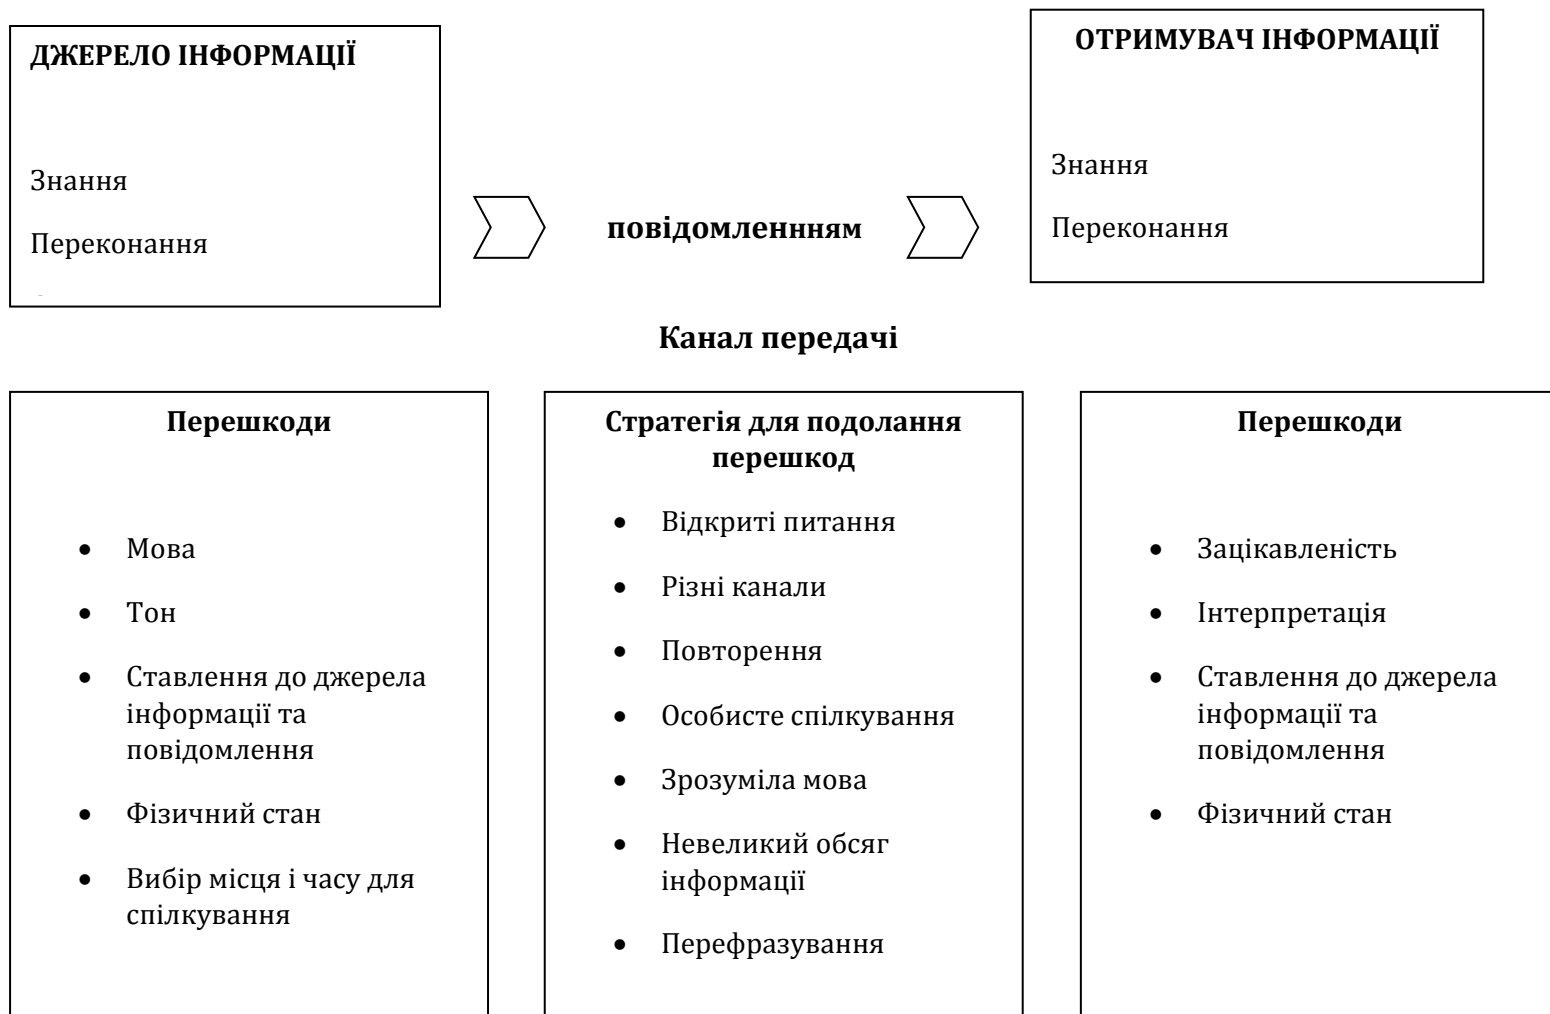 ДЖЕРЕЛО ІНФОРМАЦІЇ
Знання
Переконання
повідомленнням
ОТРИМУВАЧ ІНФОРМАЦІЇ
Знання
Переконання
Канал передачі
Перешкоди
• Мова
• Тон
• Ставлення до джерела
інформації та
повідомлення
• Фізичний стан
• Вибір місця і часу для
спілкування
Стратегія для подолання
перешкод
• Відкриті питання
• Різні канали
• Повторення
• Особисте спілкування
• Зрозуміла мова
• Невеликий обсяг
інформації
• Перефразування
Перешкоди
• Зацікавленість
• Інтерпретація
• Ставлення до джерела
інформації та
повідомлення
• Фізичний стан